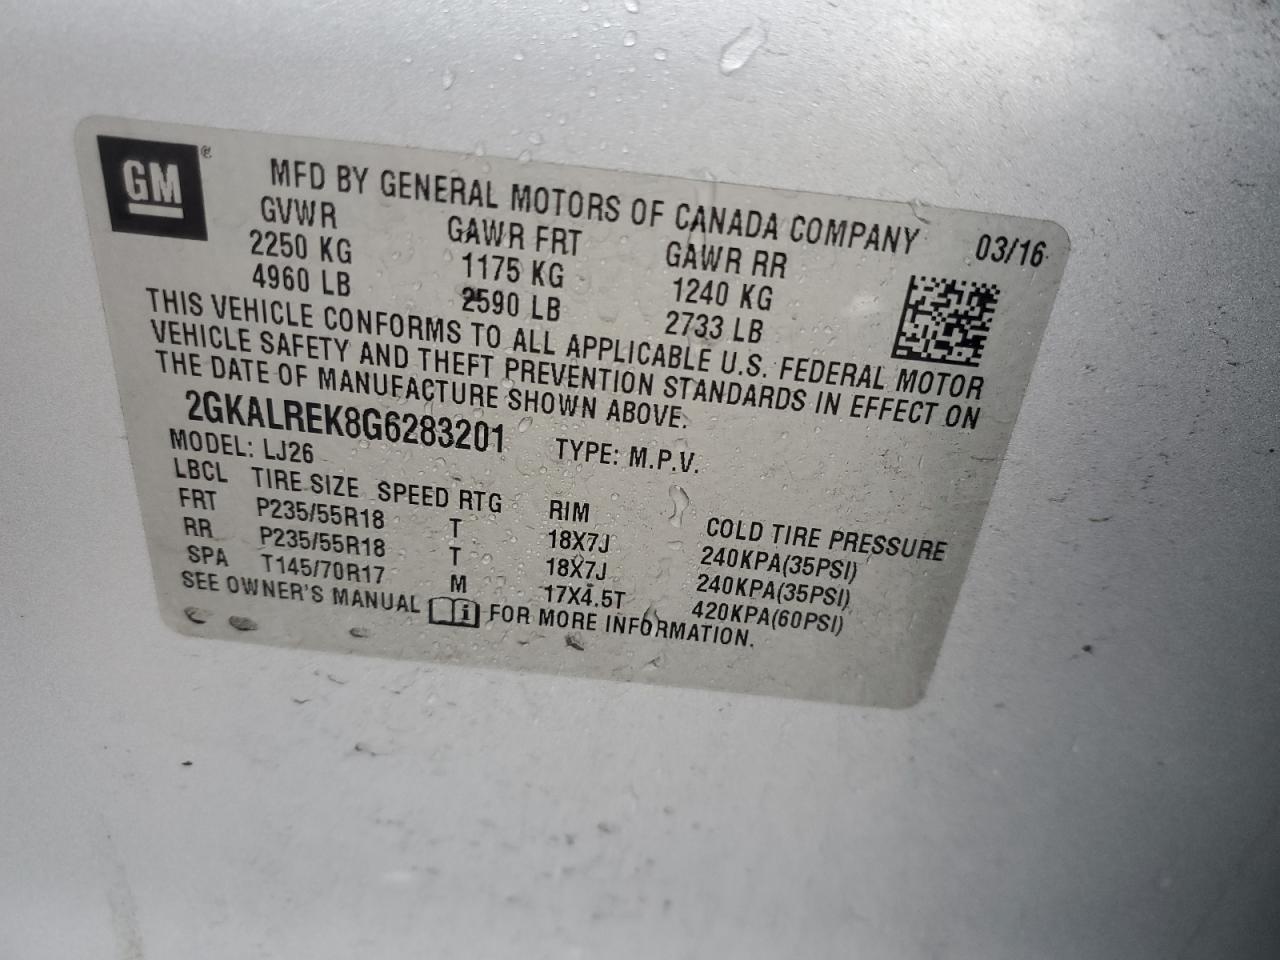 GM ®
MFD BY GENERAL MOTORS OF CANADA COMPANY 03/16
GVWR GAWR FRT GAWR RR
2250 KG 1175 KG 1240 KG
4960 LB 2590 LB 2733 LB
THIS VEHICLE CONFORMS TO ALL APPLICABLE U.S. FEDERAL MOTOR
VEHICLE SAFETY AND THEFT PREVENTION STANDARDS IN EFFECT ON
THE DATE OF MANUFACTURE SHOWN ABOVE.
2GKALREK8G6283201 TYPE: M.P.V.
MODEL: LJ26
LBCL TIRE SIZE SPEED RTG RIM COLD TIRE PRESSURE
FRT P235/55R18 T 18X7J 240KPA(35PSI)
RR P235/55R18 T 18X7J 240KPA(35PSI)
SPA T145/70R17 M 17X4.5T 420KPA(60PSI)
SEE OWNER'S MANUAL i FOR MORE INFORMATION.